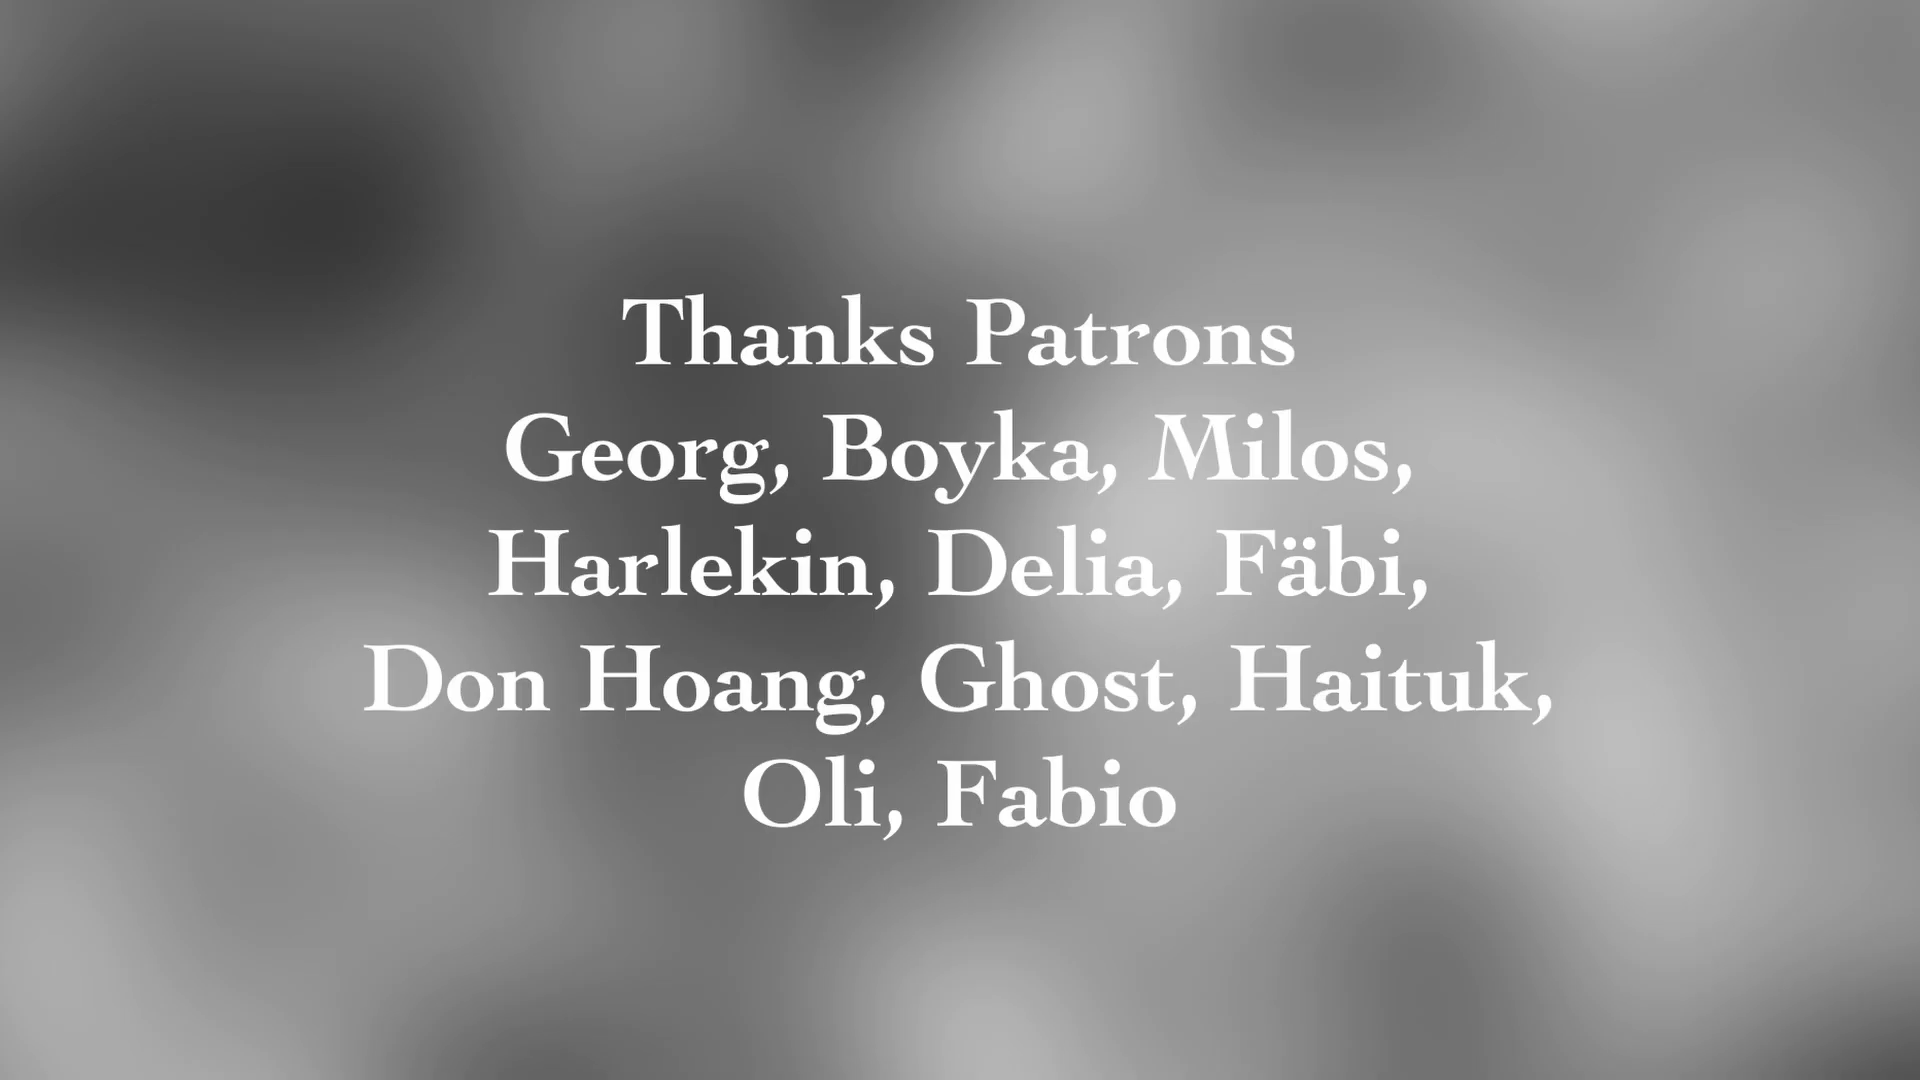 Thanks Patrons
Georg, Boyka, Milos,
Harlekin, Delia, Fäbi,
Don Hoang, Ghost, Haituk,
Oli, Fabio